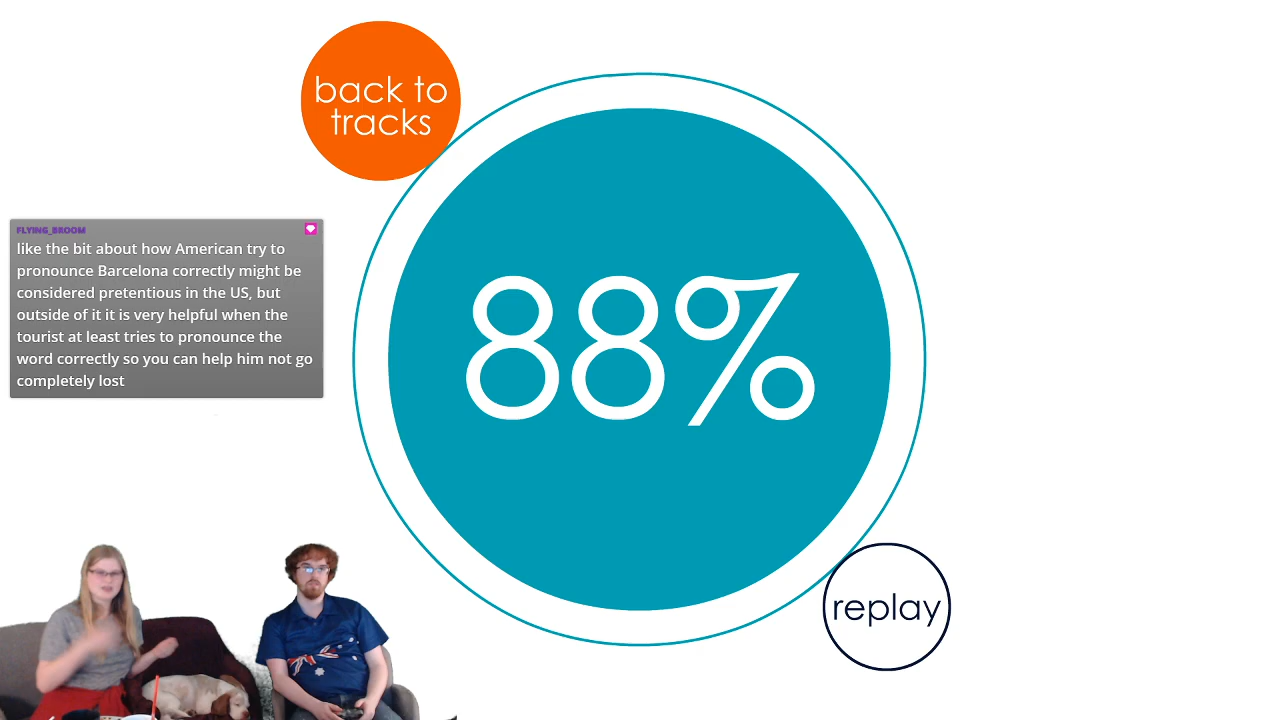 back to
tracks
FLYING_BROOM
like the bit about how American try to
pronounce Barcelona correctly might be
considered pretentious in the US, but
outside of it it is very helpful when the
tourist at least tries to pronounce the
word correctly so you can help him not go
completely lost
88%
replay